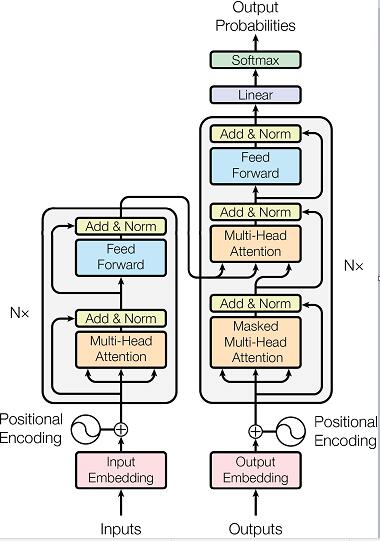 Output
Probabilities
Softmax
Linear
Add & Norm
Feed
Forward
Add & Norm
Multi-Head
Attention
Add & Norm
Masked
Multi-Head
Attention
Nx
Add & Norm
Feed
Forward
Add & Norm
Multi-Head
Attention
N×
Positional
Encoding
Positional
Encoding
Input
Embedding
Output
Embedding
Inputs
Outputs